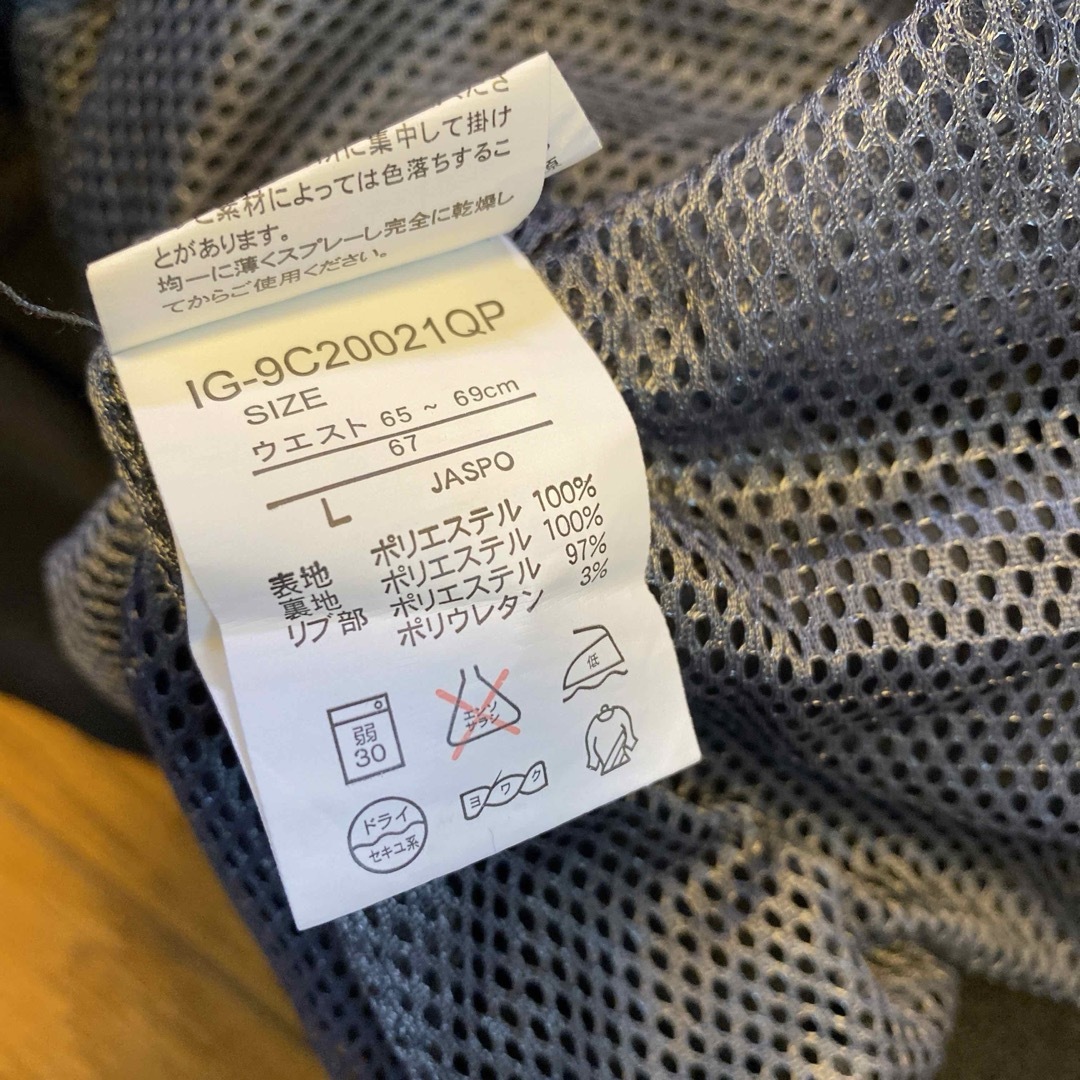 に集中して掛け
素材によっては色落ちするこ
とがあります。
均一に薄くスプレーし完全に乾燥し
てからご使用ください。
IG-9C20021QP
SIZE
ウエスト 65 ~ 69cm
67
L
JASPO
表地 ポリエステル 100%
裏地 ポリエステル 100%
リブ部 ポリエステル 97%
ポリウレタン 3%
低
エンソ
サラシ
弱
30
ヨワク
ドライ
セキユ系